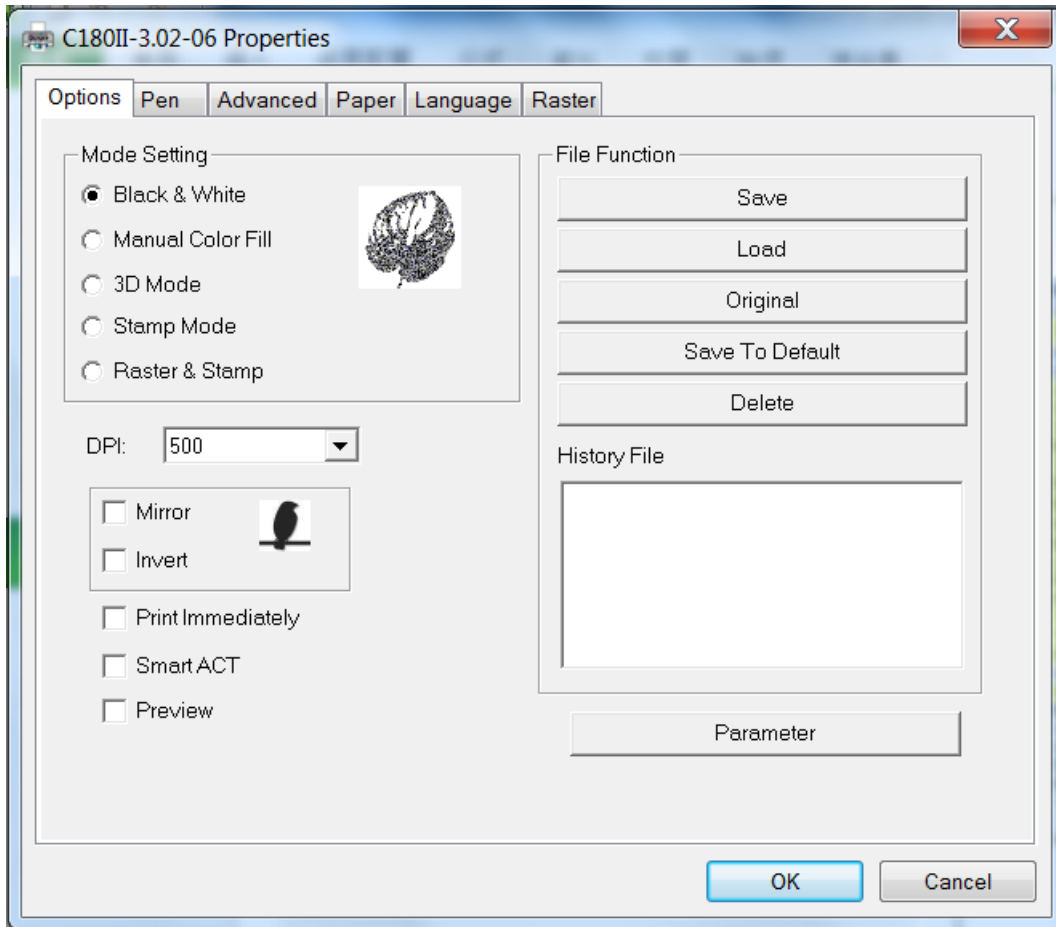 C180II-3.02-06 Properties
Options Pen Advanced Paper Language Raster
Mode Setting
Black & White
Manual Color Fill
3D Mode
Stamp Mode
Raster & Stamp
DPI: 500
Mirror
Invert
Print Immediately
Smart ACT
Preview
File Function
Save
Load
Original
Save To Default
Delete
History File
Parameter
OK Cancel